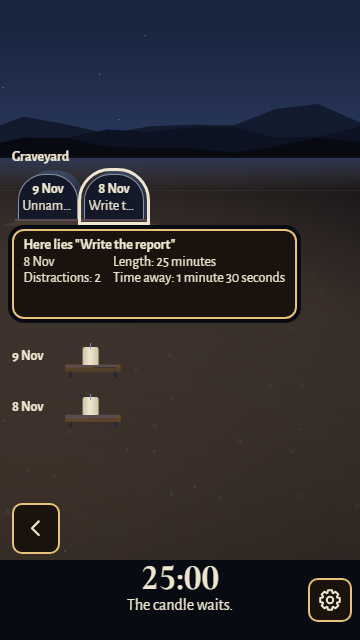 Graveyard
9 Nov
Unnam...
8 Nov
Write t...
Here lies "Write the report"
8 Nov Length: 25 minutes
Distractions: 2 Time away: 1 minute 30 seconds
9 Nov
8 Nov
25:00
The candle waits.